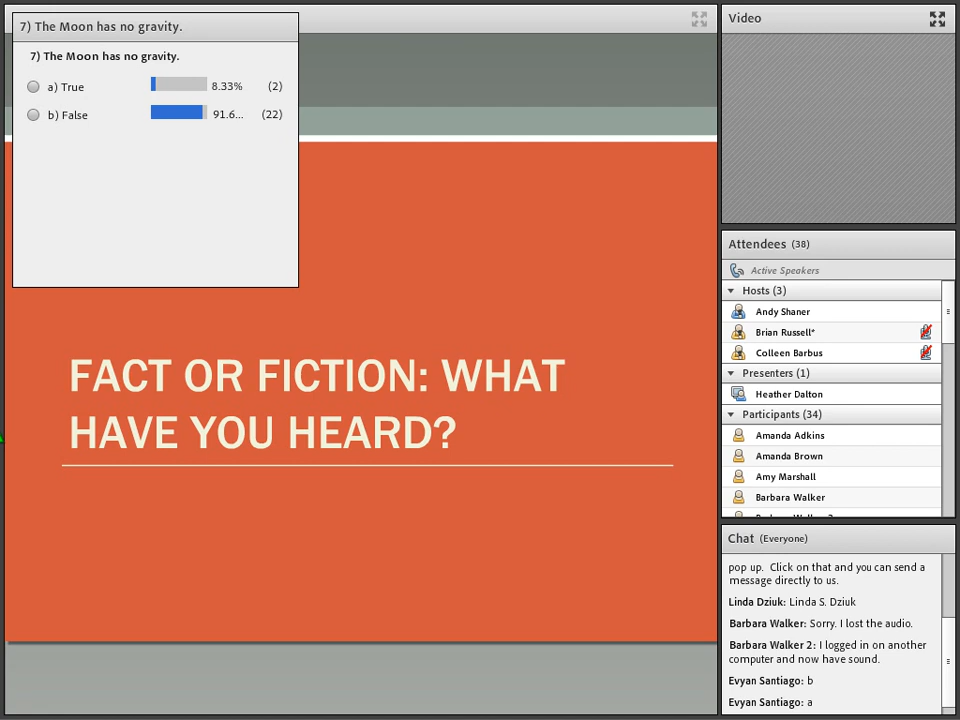 7) The Moon has no gravity.
7) The Moon has no gravity.
a) True 8.33% (2)
b) False 91.6... (22)
FACT OR FICTION: WHAT
HAVE YOU HEARD?
Video
Attendees (38)
Active Speakers
Hosts (3)
Andy Shaner
Brian Russell*
Colleen Barbus
Presenters (1)
Heather Dalton
Participants (34)
Amanda Adkins
Amanda Brown
Amy Marshall
Barbara Walker
Chat (Everyone)
pop up. Click on that and you can send a
message directly to us.
Linda Dziuk: Linda S. Dziuk
Barbara Walker: Sorry. I lost the audio.
Barbara Walker 2: I logged in on another
computer and now have sound.
Evyan Santiago: b
Evyan Santiago: a